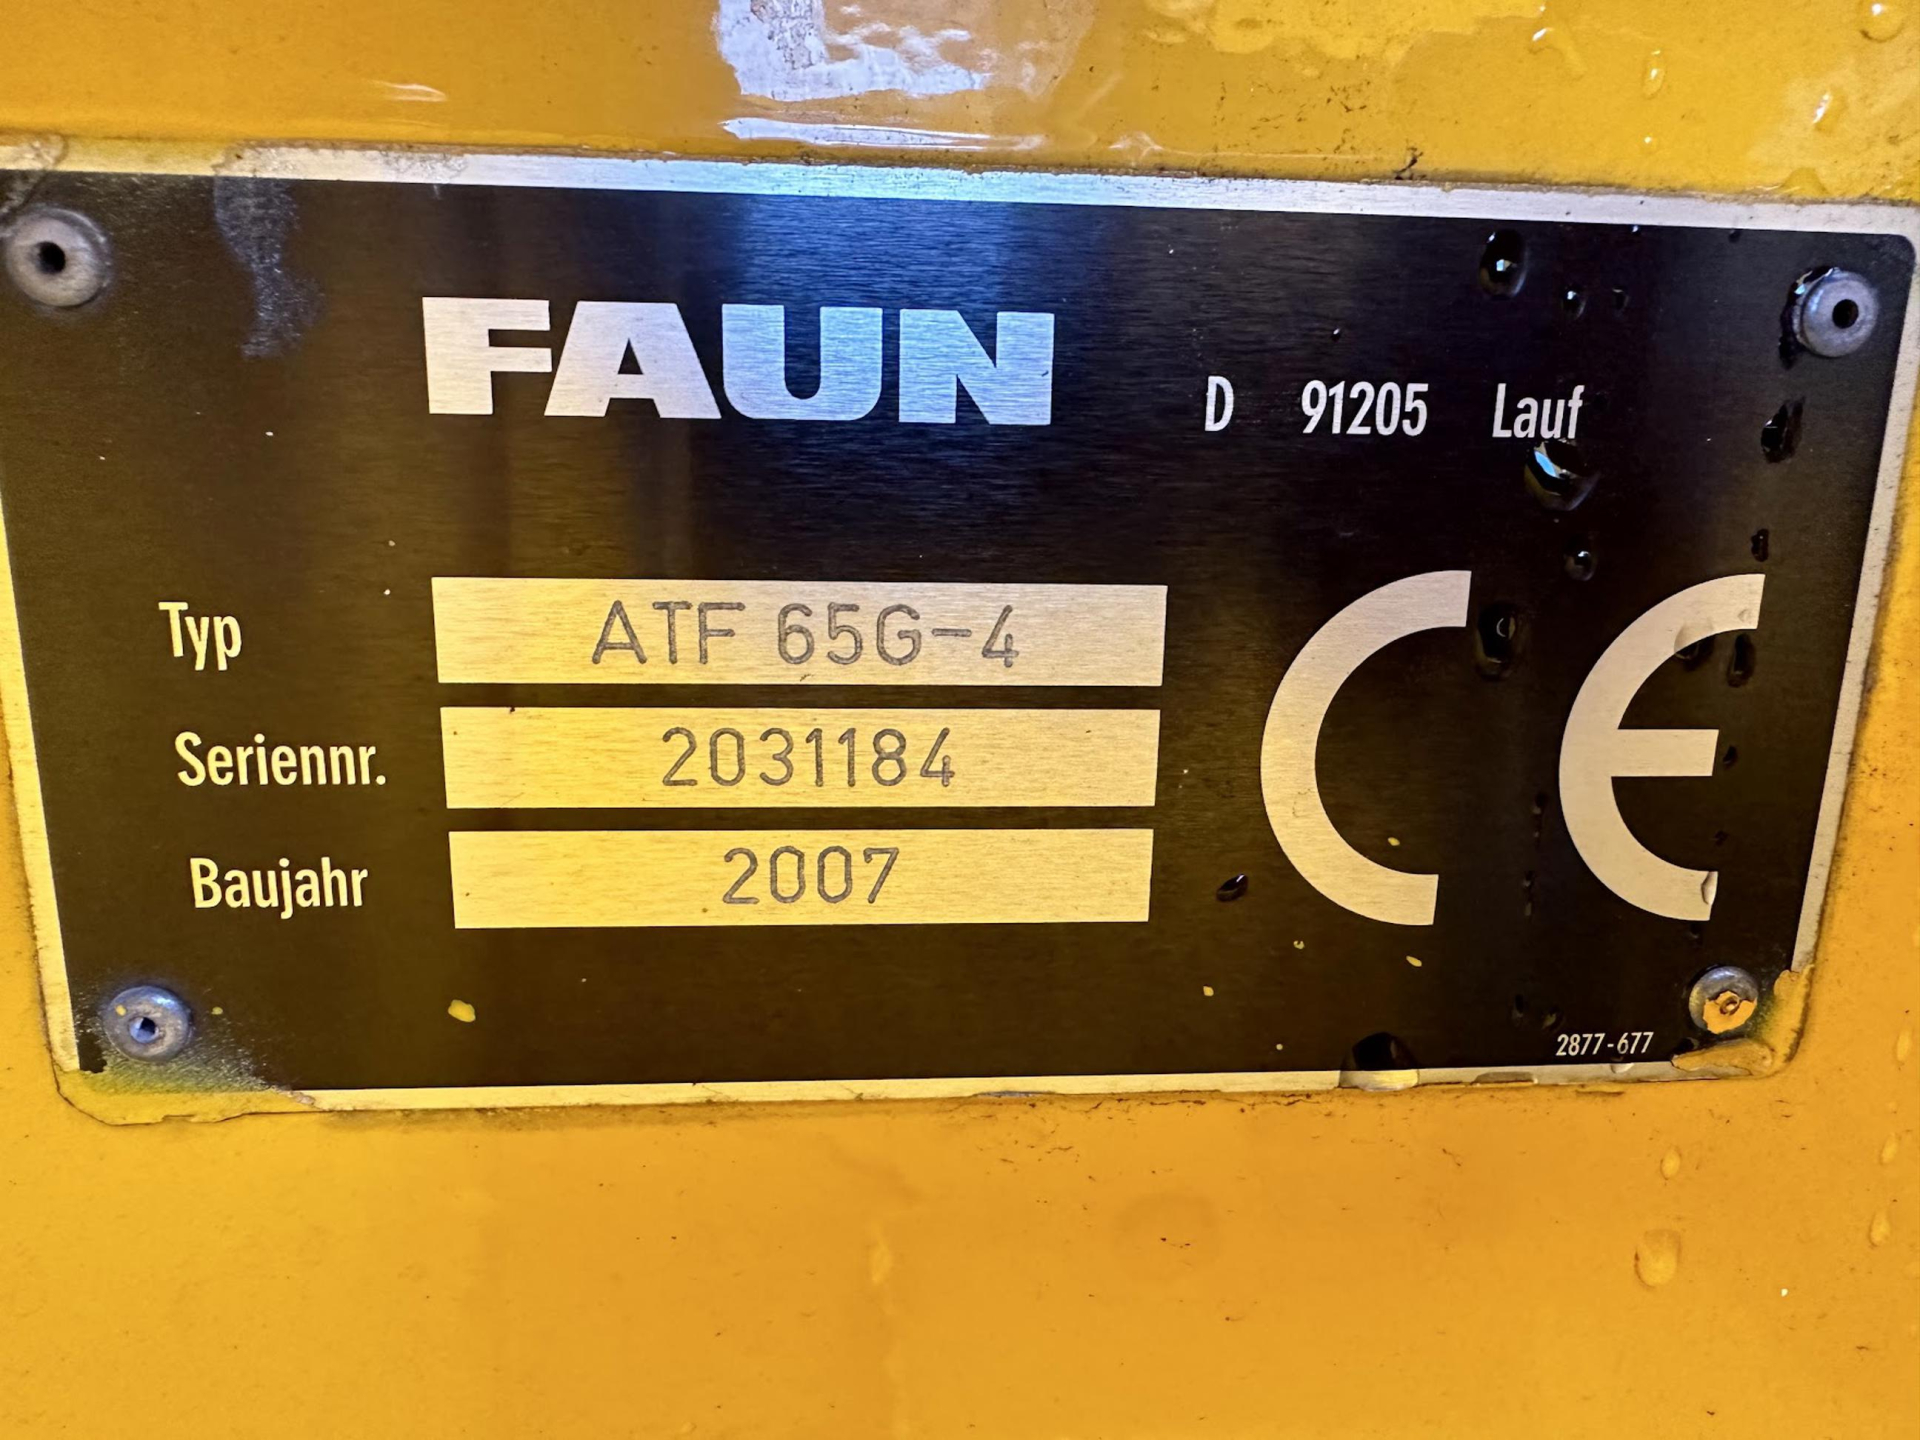 FAUN D 91205 Lauf
Typ ATF 65G-4
Seriennr. 2031184
Baujahr 2007
CE
2877-677